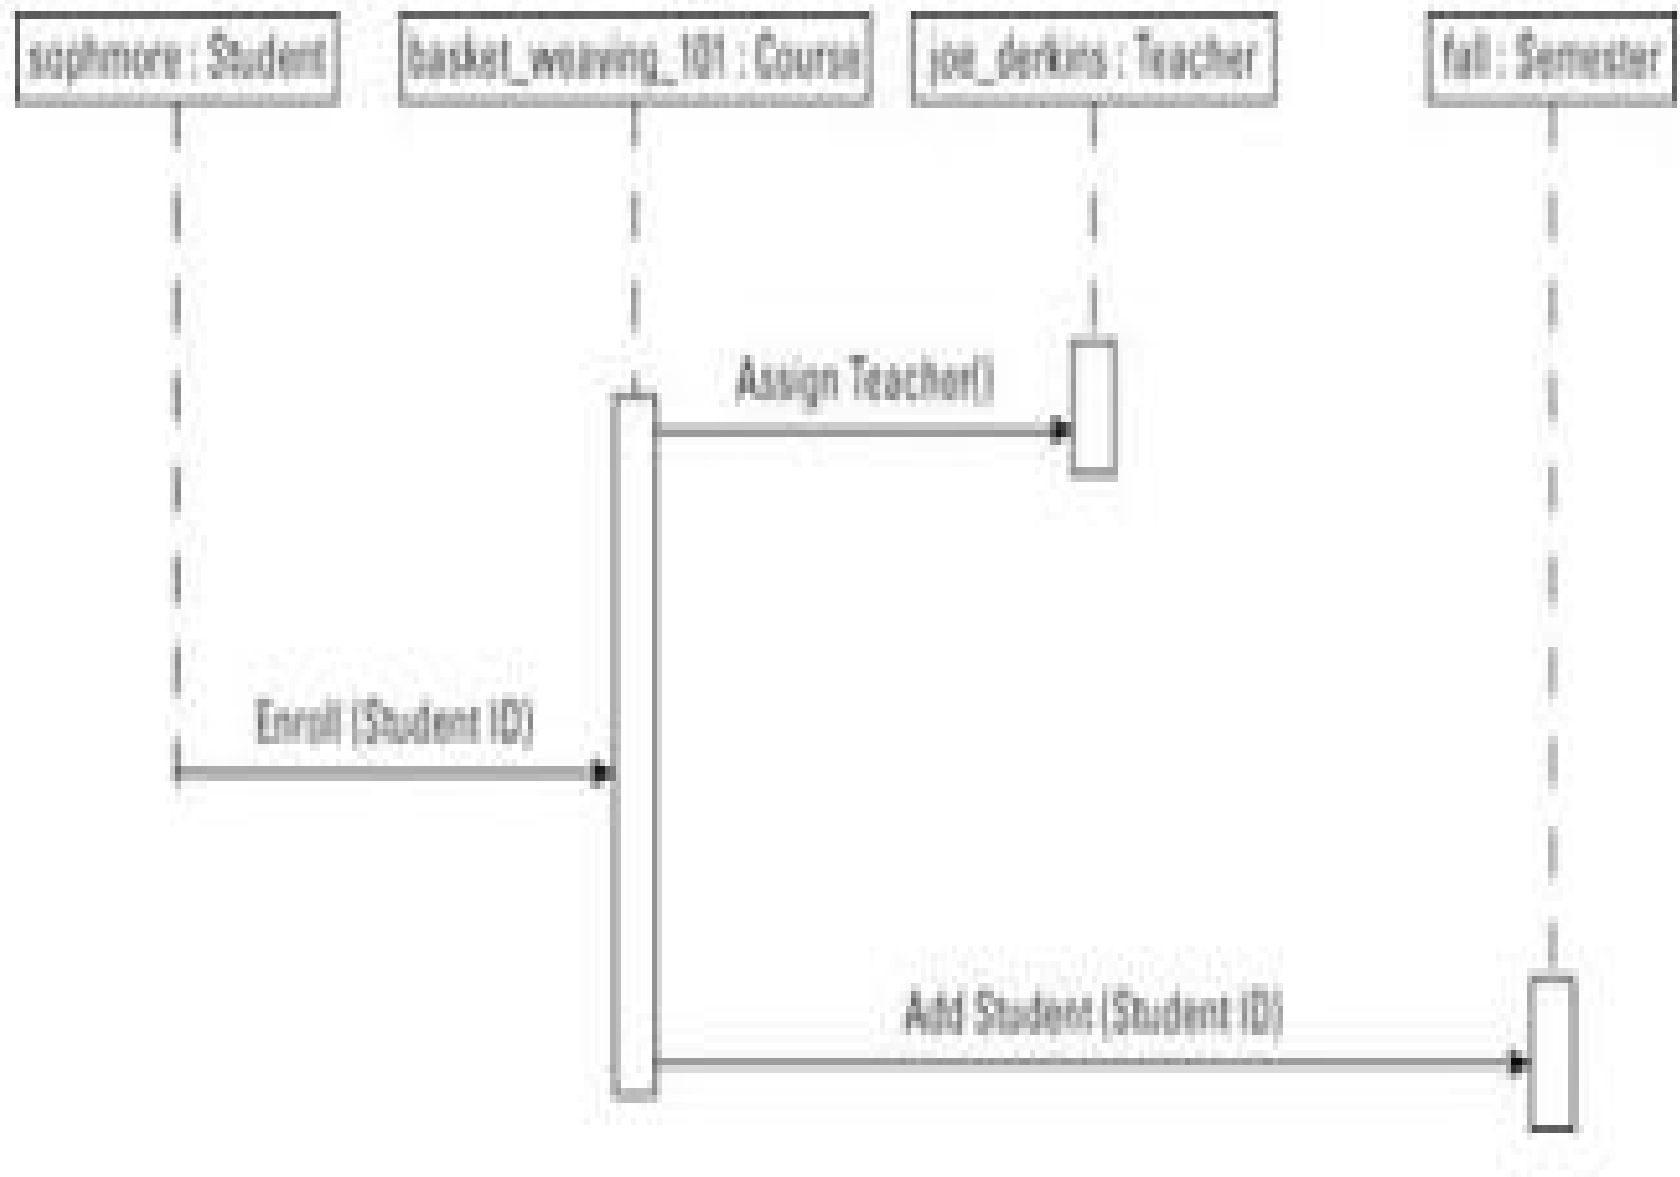 sophmore : Student
basket_weaving_101 : Course
joe_derkins : Teacher
fall : Semester
Assign Teacher()
Enroll (Student ID)
Add Student (Student ID)